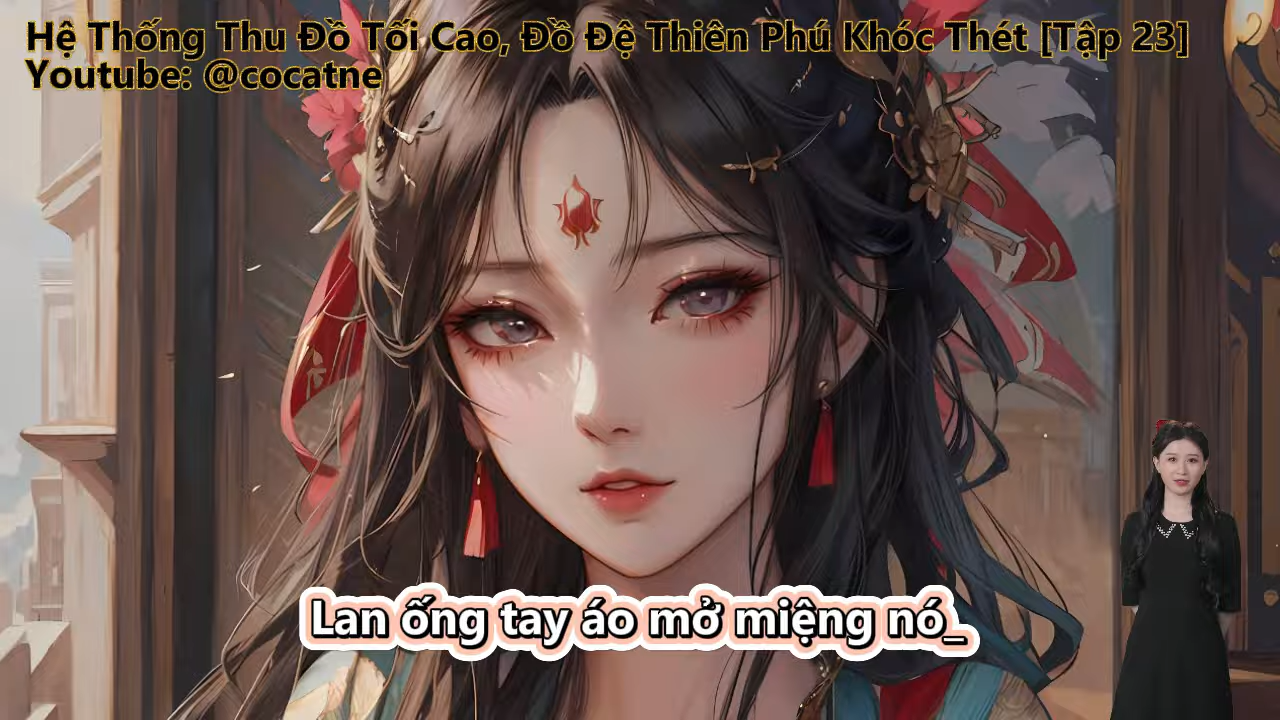 Hệ Thống Thu Đồ Tối Cao, Đồ Đệ Thiên Phú Khóc Thét [Tập 23]
Youtube: @cocatne
Lan ống tay áo mở miệng nó_